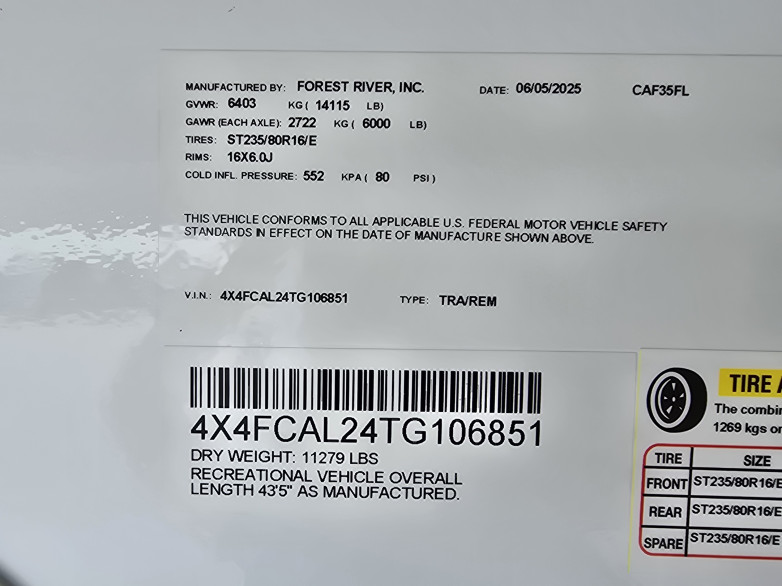 MANUFACTURED BY: FOREST RIVER, INC. DATE: 06/05/2025 CAF35FL
GVWR: 6403 KG ( 14115 LB)
GAWR (EACH AXLE): 2722 KG ( 6000 LB)
TIRES: ST235/80R16/E
RIMS: 16X6.0J
COLD INFL. PRESSURE: 552 KPA ( 80 PSI )
THIS VEHICLE CONFORMS TO ALL APPLICABLE U.S. FEDERAL MOTOR VEHICLE SAFETY
STANDARDS IN EFFECT ON THE DATE OF MANUFACTURE SHOWN ABOVE.
V.I.N.: 4X4FCAL24TG106851 TYPE: TRA/REM
4X4FCAL24TG106851
DRY WEIGHT: 11279 LBS
RECREATIONAL VEHICLE OVERALL
LENGTH 43'5" AS MANUFACTURED.
TIRE
The combin
1269 kgs or
TIRE SIZE
FRONT ST235/80R16/E
REAR ST235/80R16/E
SPARE ST235/80R16/E